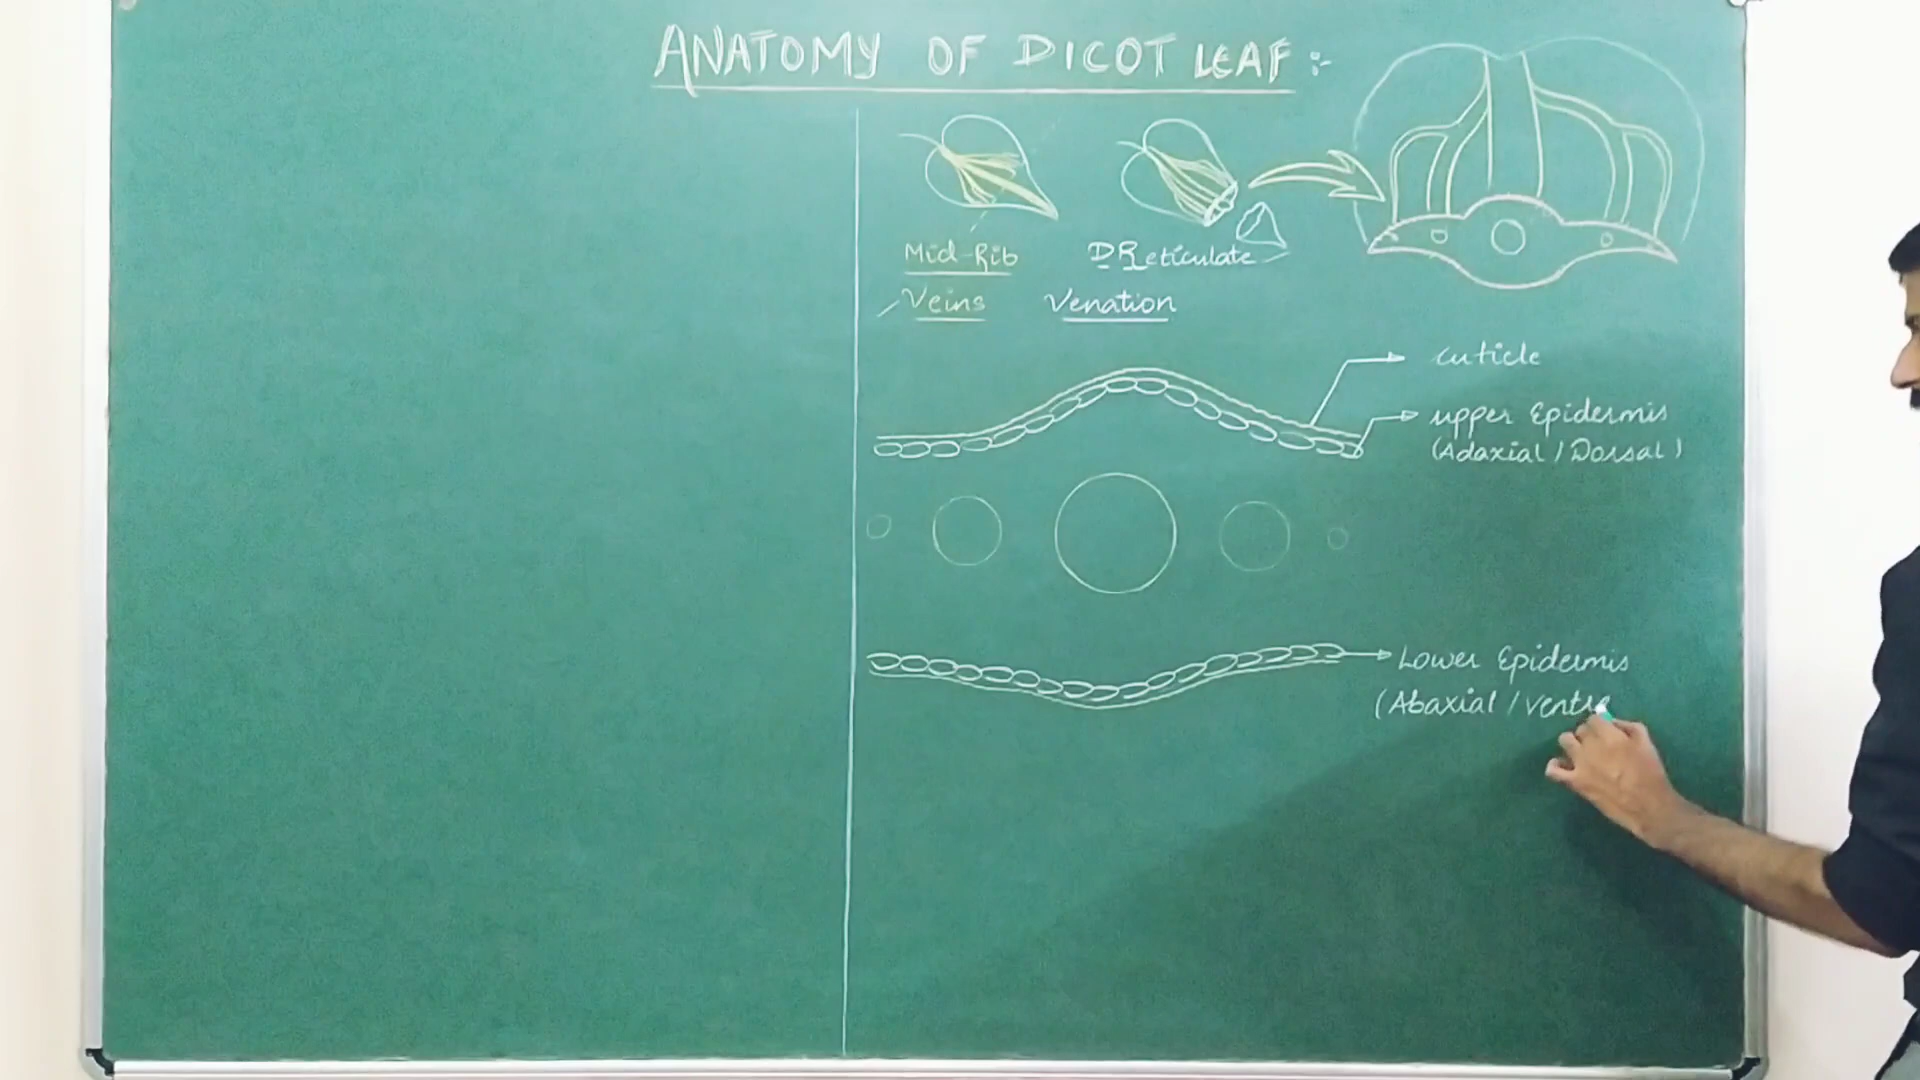 ANATOMY OF DICOT LEAF :-
Mid-Rib
Veins
DReticulate
Venation
cuticle
upper Epidermis
(Adaxial / Dorsal)
Lower Epidermis
(Abaxial / ventra